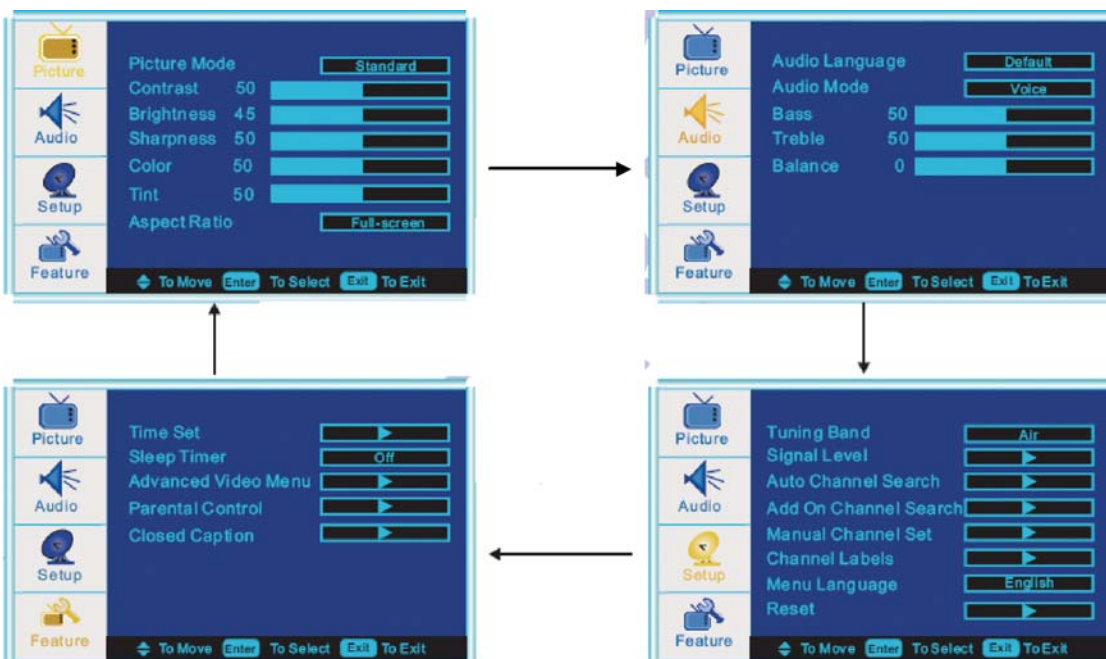 Picture
Audio
Setup
Feature
Picture Mode Standard
Contrast 50
Brightness 45
Sharpness 50
Color 50
Tint 50
Aspect Ratio Full-screen
To Move Enter To Select Exit To Exit
Picture
Audio
Setup
Feature
Audio Language Default
Audio Mode Voice
Bass 50
Treble 50
Balance 0
To Move Enter To Select Exit To Exit
Picture
Audio
Setup
Feature
Time Set
Sleep Timer Off
Advanced Video Menu
Parental Control
Closed Caption
To Move Enter To Select Exit To Exit
Picture
Audio
Setup
Feature
Tuning Band Air
Signal Level
Auto Channel Search
Add On Channel Search
Manual Channel Set
Channel Labels
Menu Language English
Reset
To Move Enter To Select Exit To Exit